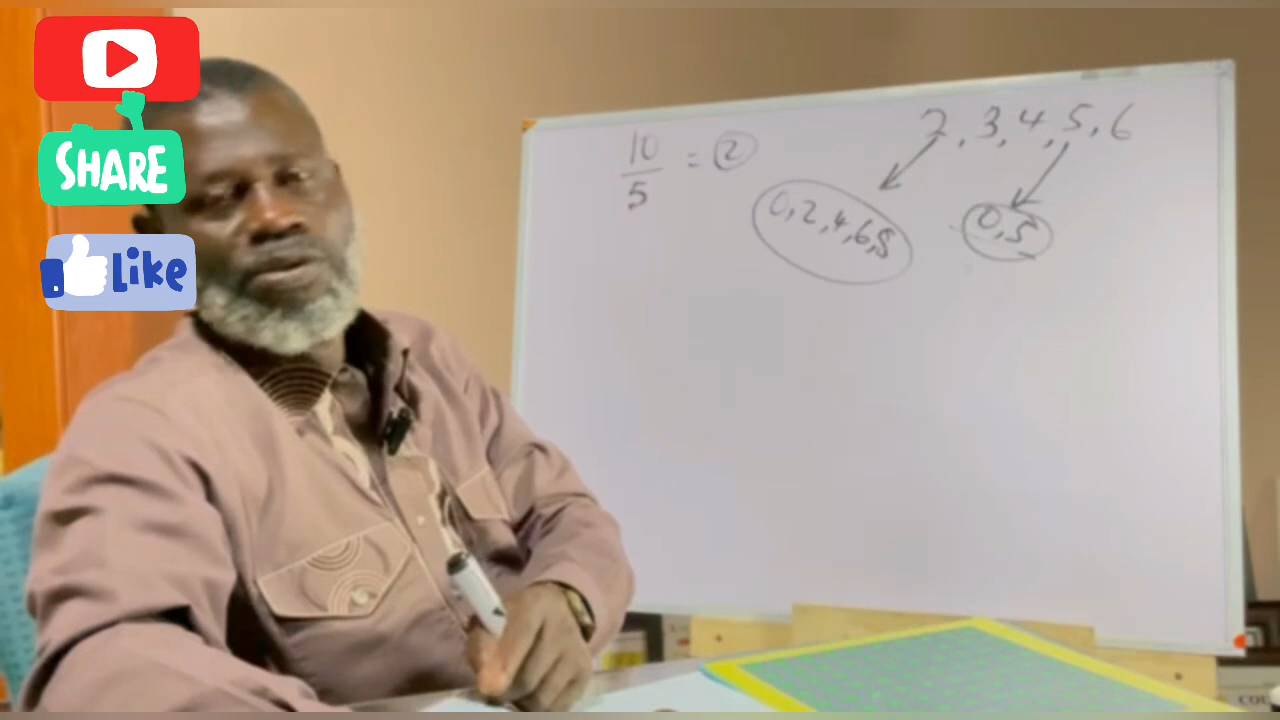 SHARE
Like
10
5
= 2
2, 3, 4, 5, 6
0, 2, 4, 6, 8
0, 5